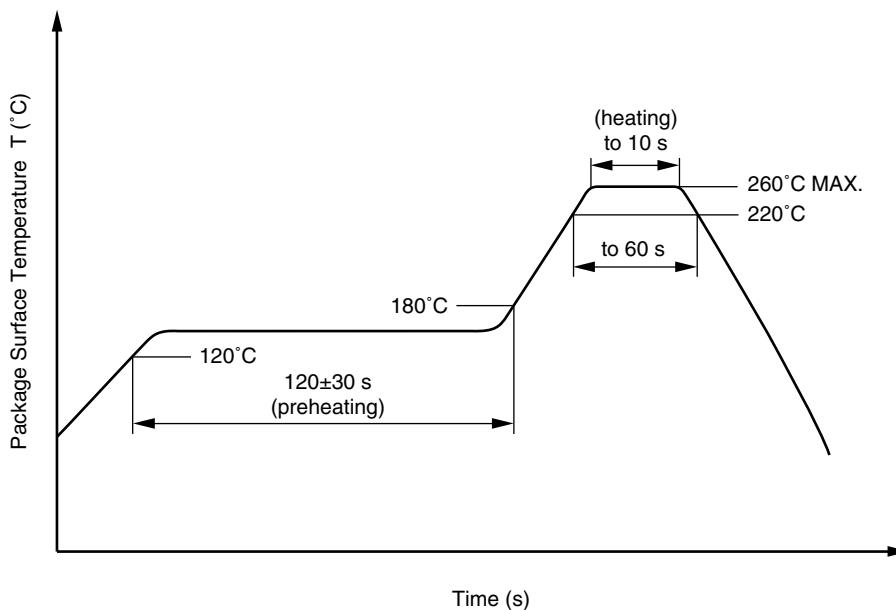 Package Surface Temperature T (˚C)
(heating)
to 10 s
260˚C MAX.
220˚C
to 60 s
180˚C
120˚C
120±30 s
(preheating)
Time (s)